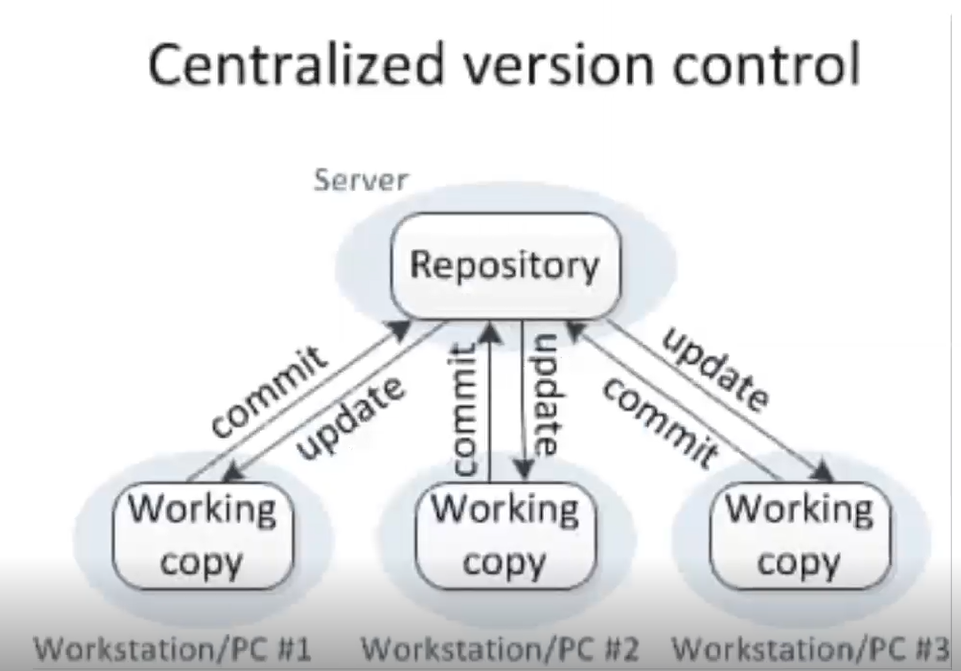 Centralized version control
Server
Repository
commit
update
commit
update
update
commit
Working
copy
Working
copy
Working
copy
Workstation/PC #1
Workstation/PC #2
Workstation/PC #3